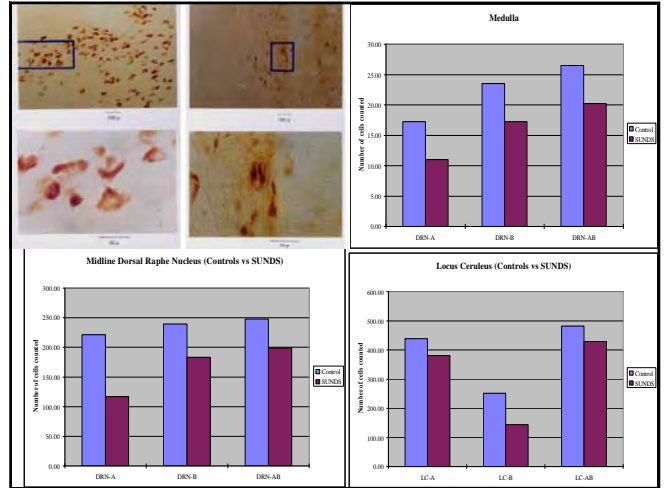 Medulla
Number of cells counted
30.00
25.00
20.00
15.00
10.00
5.00
0.00
DRN-A DRN-B DRN-AB
Control
SUNDS
Midline Dorsal Raphe Nucleus (Controls vs SUNDS)
Number of cells counted
300.00
250.00
200.00
150.00
100.00
50.00
0.00
DRN-A DRN-B DRN-AB
Control
SUNDS
Locus Ceruleus (Controls vs SUNDS)
Number of cells counted
600.00
500.00
400.00
300.00
200.00
100.00
0.00
LC-A LC-B LC-AB
Control
SUNDS